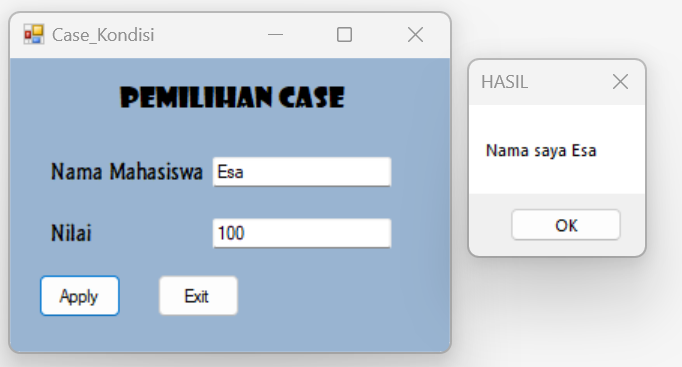 Case_Kondisi
PEMILIHAN CASE
Nama Mahasiswa Esa
Nilai 100
Apply Exit
HASIL
Nama saya Esa
OK